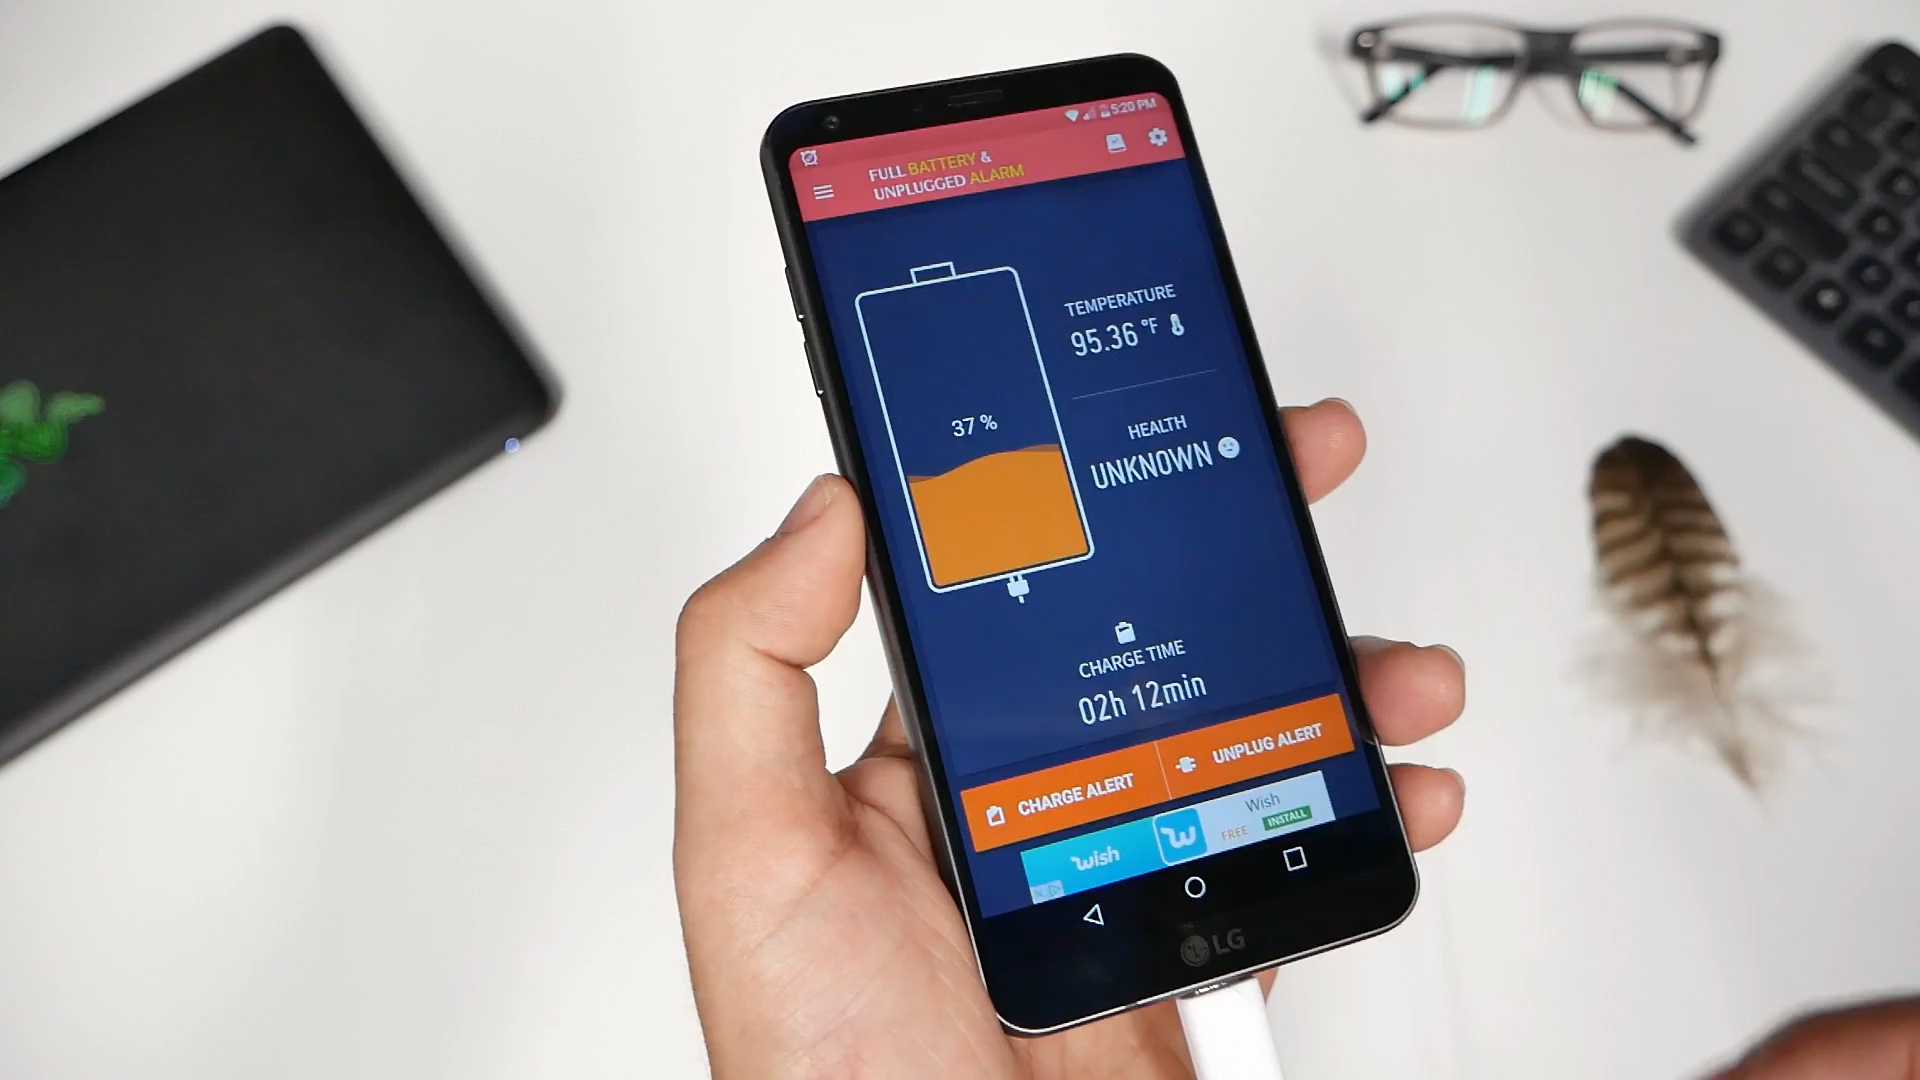 5:20 PM
FULL BATTERY &
UNPLUGGED ALARM
TEMPERATURE
95.36 °F
37 %
HEALTH
UNKNOWN
CHARGE TIME
02h 12min
CHARGE ALERT
UNPLUG ALERT
wish
Wish
FREE
INSTALL
LG